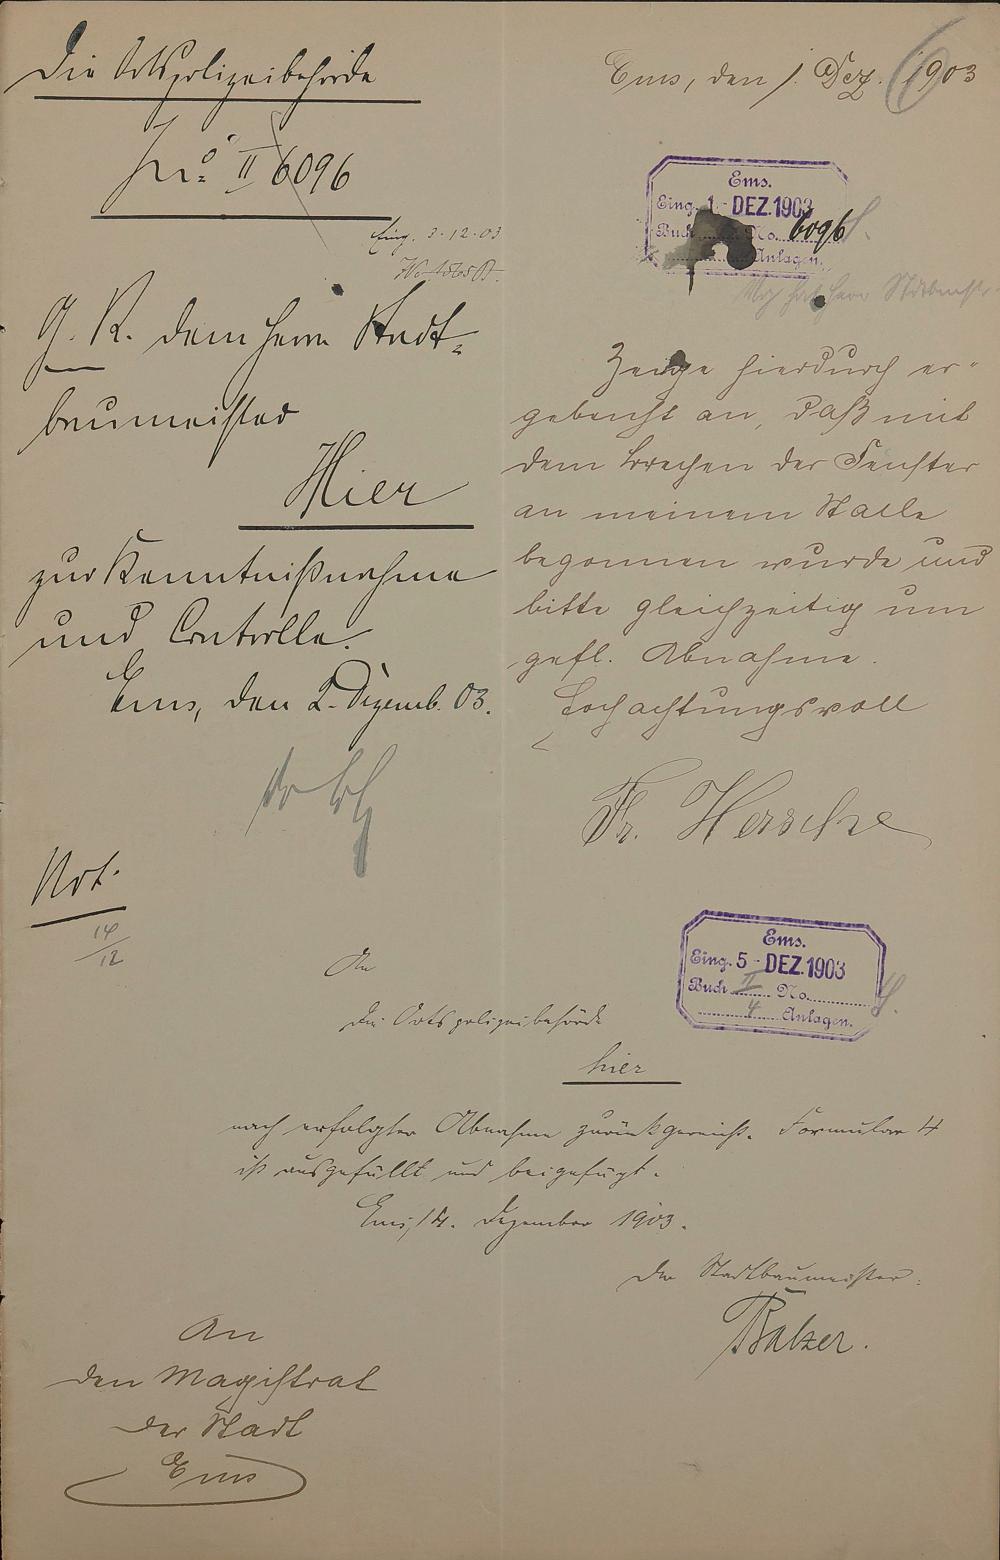 Die Ortspolizeibehörde
Jno. II 6096
Eing. 3.12.03
G. R. dem Herrn Stadt-
baumeister
Hier
zur Kenntnißnahme
und Controlle.
Ems, den 2. Dezemb. 03.
Not.
14/12
Ems, den 1. Dez. 1903
Ems.
Eing. 1 - DEZ. 1903
Buch No. 6096
Anlagen.
Zeige hierdurch er-
gebenst an, daß mit
dem brechen der Fenster
an meinem Stalle
begonnen wurde und
bitte gleichzeitig um
gefl. Abnahme.
Hochachtungsvoll
Fr. Hersche
Ems.
Eing. 5 - DEZ. 1903
Buch II No.
4 Anlagen.
An
die Ortspolizeibehörde
hier
nach erfolgter Abnahme zurückgereicht. Formular 4
ist ausgefüllt und beigefügt.
Ems, 4. Dezember 1903.
Der Stadtbaumeister:
Balzer.
An
den Magistrat
der Stadt
Ems